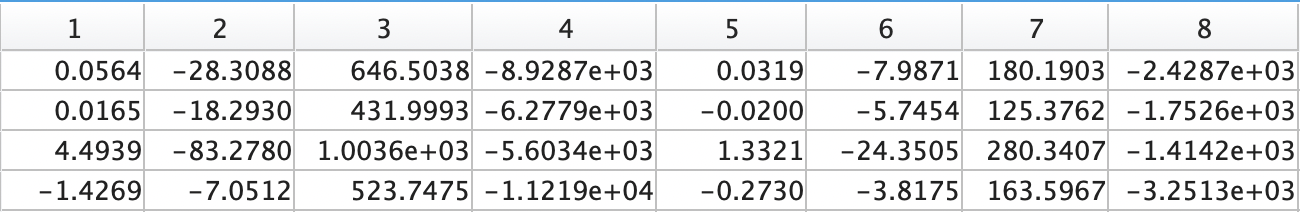 1 2 3 4 5 6 7 8
0.0564 −28.3088 646.5038 −8.9287e+03 0.0319 −7.9871 180.1903 −2.4287e+03
0.0165 −18.2930 431.9993 −6.2779e+03 −0.0200 −5.7454 125.3762 −1.7526e+03
4.4939 −83.2780 1.0036e+03 −5.6034e+03 1.3321 −24.3505 280.3407 −1.4142e+03
−1.4269 −7.0512 523.7475 −1.1219e+04 −0.2730 −3.8175 163.5967 −3.2513e+03